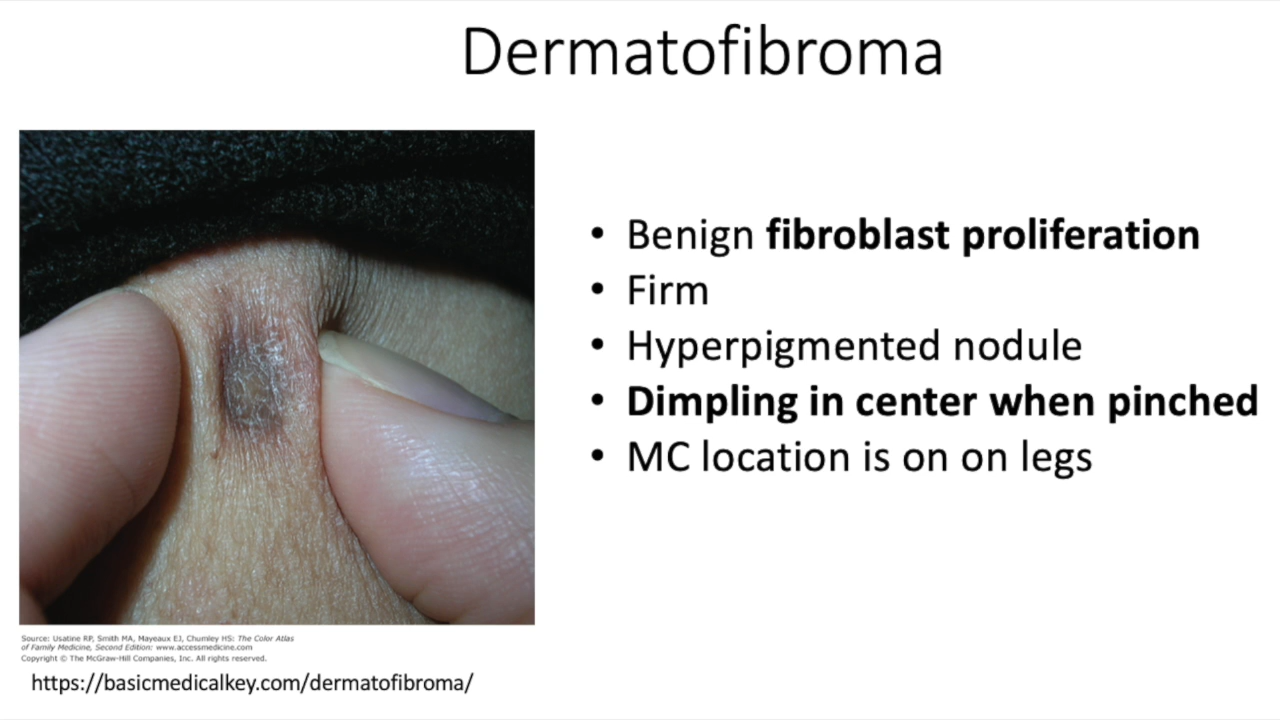 Dermatofibroma
• Benign fibroblast proliferation
• Firm
• Hyperpigmented nodule
• Dimpling in center when pinched
• MC location is on on legs
Source: Usatine RP, Smith MA, Mayeaux EJ, Chumley HS: The Color Atlas
of Family Medicine, Second Edition: www.accessmedicine.com
Copyright © The McGraw-Hill Companies, Inc. All rights reserved.
https://basicmedicalkey.com/dermatofibroma/